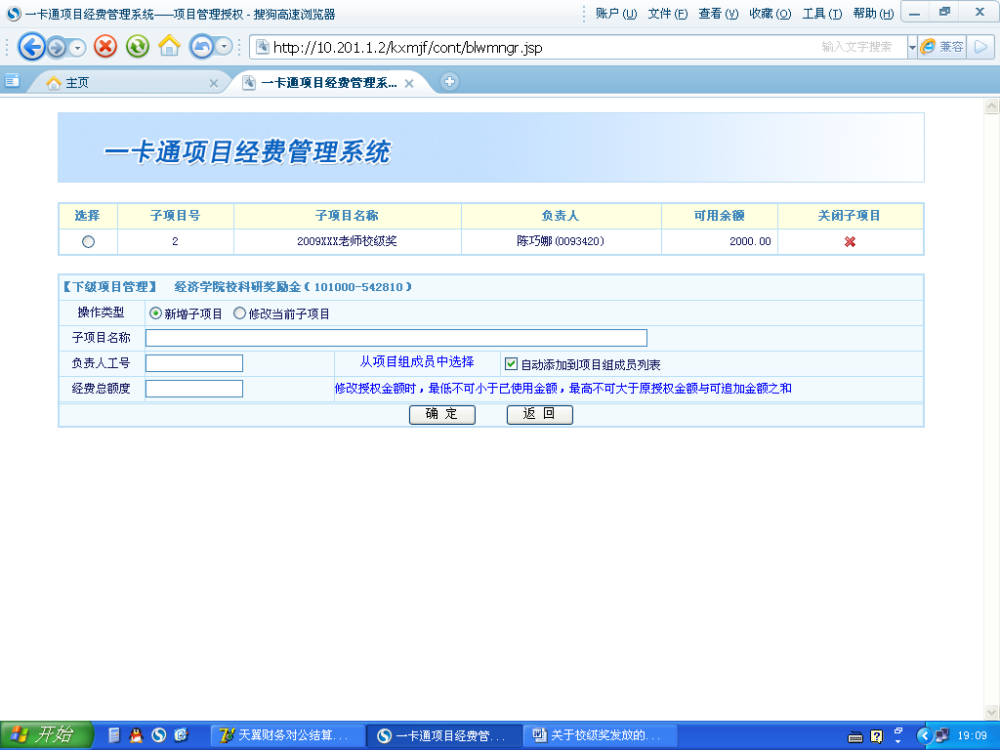 一卡通项目经费管理系统——项目管理授权 - 搜狗高速浏览器 账户(U) 文件(F) 查看(V) 收藏(O) 工具(T) 帮助(H)
http://10.201.1.2/kxmjf/cont/blwmngr.jsp 输入文字搜索 兼容
主页 一卡通项目经费管理系...
一卡通项目经费管理系统
选择 子项目号 子项目名称 负责人 可用余额 关闭子项目
2 2009XXX老师校级奖 陈巧娜(0093420) 2000.00
【下级项目管理】 经济学院校科研奖励金(101000-542810)
操作类型 新增子项目 修改当前子项目
子项目名称
负责人工号 从项目组成员中选择 自动添加到项目组成员列表
经费总额度 修改授权金额时，最低不可小于已使用金额，最高不可大于原授权金额与可追加金额之和
确 定 返 回
开始 天翼财务对公结算... 一卡通项目经费管... 关于校级奖发放的... 19:09